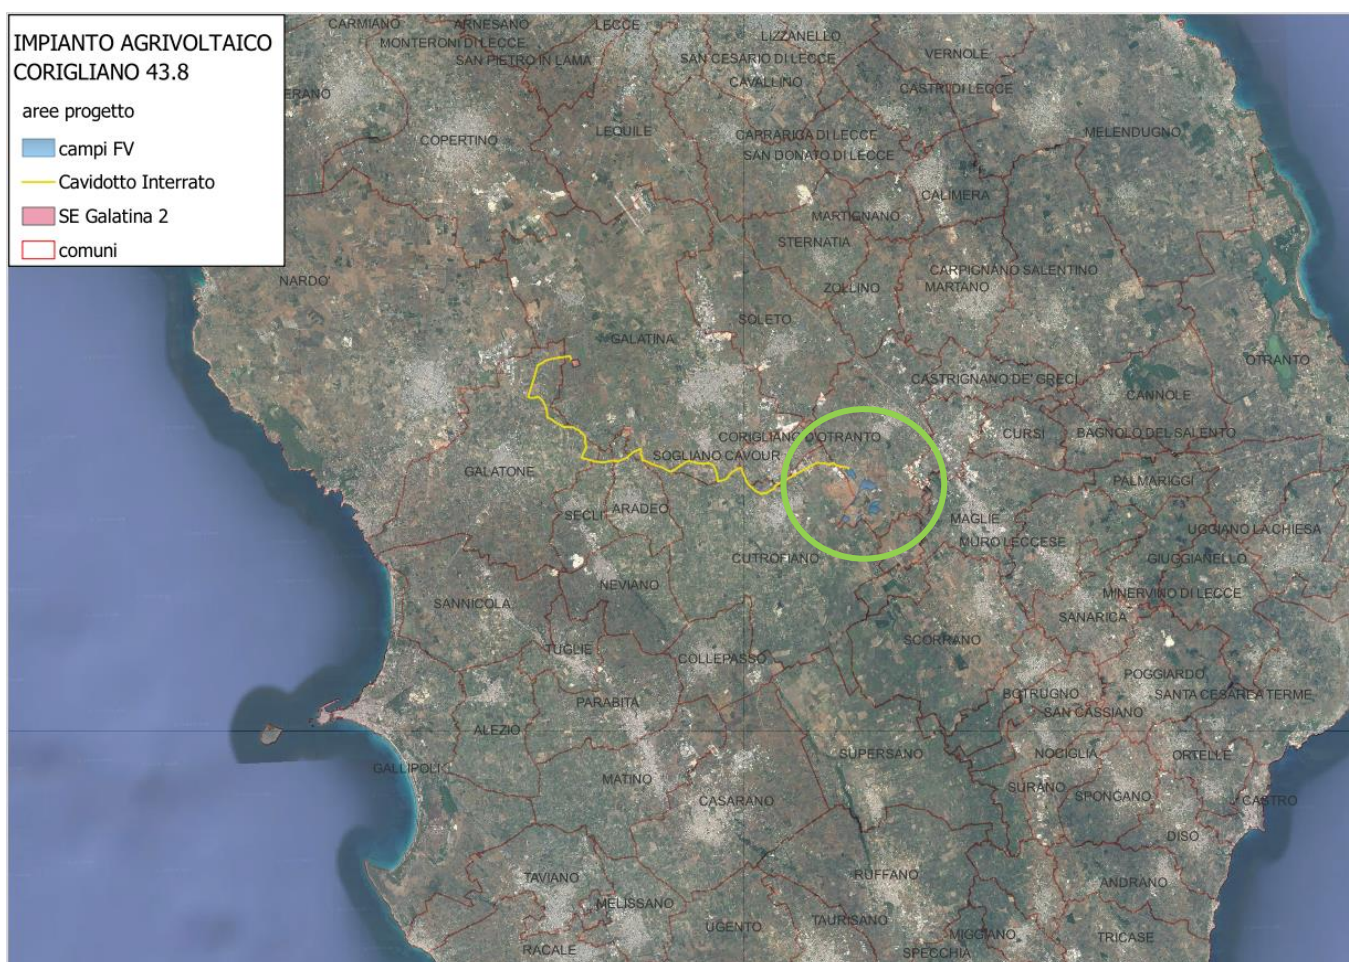 IMPIANTO AGRIVOLTAICO
CORIGLIANO 43.8
aree progetto
campi FV
Cavidotto Interrato
SE Galatina 2
comuni
CARMIANO
ARNESANO
LECCE
LIZZANELLO
MONTERONI DI LECCE
SAN PIETRO IN LAMA
SAN CESARIO DI LECCE
VERNOLE
CAVALLINO
CASTRI DI LECCE
ERANO
COPERTINO
LEQUILE
CAPRARICA DI LECCE
MELENDUGNO
SAN DONATO DI LECCE
CALIMERA
MARTIGNANO
STERNATIA
CARPIGNANO SALENTINO
NARDO'
ZOLLINO
MARTANO
SOLETO
GALATINA
OTRANTO
CASTRIGNANO DE' GRECI
CANNOLE
CORIGLIANO D'OTRANTO
CURSI
BAGNOLO DEL SALENTO
SOGLIANO CAVOUR
GALATONE
PALMARIGGI
SECLI'
ARADEO
MAGLIE
UGGIANO LA CHIESA
MURO LECCESE
CUTROFIANO
GIUGGIANELLO
NEVIANO
MINERVINO DI LECCE
SANNICOLA
SANARICA
SCORRANO
TUGLIE
COLLEPASSO
POGGIARDO
BOTRUGNO
SANTA CESAREA TERME
PARABITA
SAN CASSIANO
ALEZIO
SUPERSANO
NOCIGLIA
ORTELLE
GALLIPOLI
MATINO
SURANO
SPONGANO
CASARANO
CASTRO
DISO
TAVIANO
RUFFANO
ANDRANO
MELISSANO
UGENTO
TAURISANO
MIGGIANO
TRICASE
RACALE
SPECCHIA